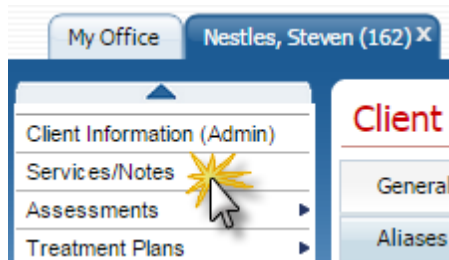 My Office
Nestles, Steven (162) X
Client Information (Admin)
Client
Services/Notes
General
Assessments
Aliases
Treatment Plans